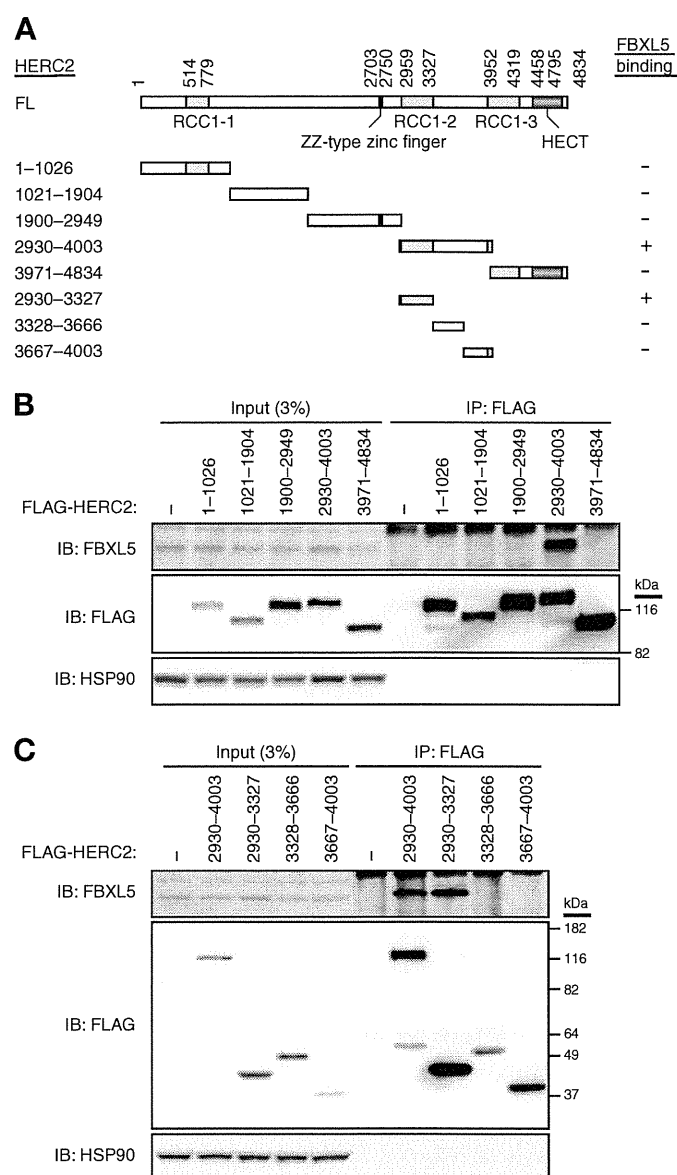 A
HERC2
FBXL5 binding
1 514 779 2703 2750 2959 3327 3952 4319 4458 4795 4834
FL
RCC1-1 RCC1-2 RCC1-3
ZZ-type zinc finger HECT
1–1026 –
1021–1904 –
1900–2949 –
2930–4003 +
3971–4834 –
2930–3327 +
3328–3666 –
3667–4003 –
B
Input (3%) IP: FLAG
FLAG-HERC2: – 1–1026 1021–1904 1900–2949 2930–4003 3971–4834 – 1–1026 1021–1904 1900–2949 2930–4003 3971–4834
IB: FBXL5
kDa
IB: FLAG
116
82
IB: HSP90
C
Input (3%) IP: FLAG
FLAG-HERC2: – 2930–4003 2930–3327 3328–3666 3667–4003 – 2930–4003 2930–3327 3328–3666 3667–4003
IB: FBXL5
kDa
182
116
82
IB: FLAG
64
49
37
IB: HSP90